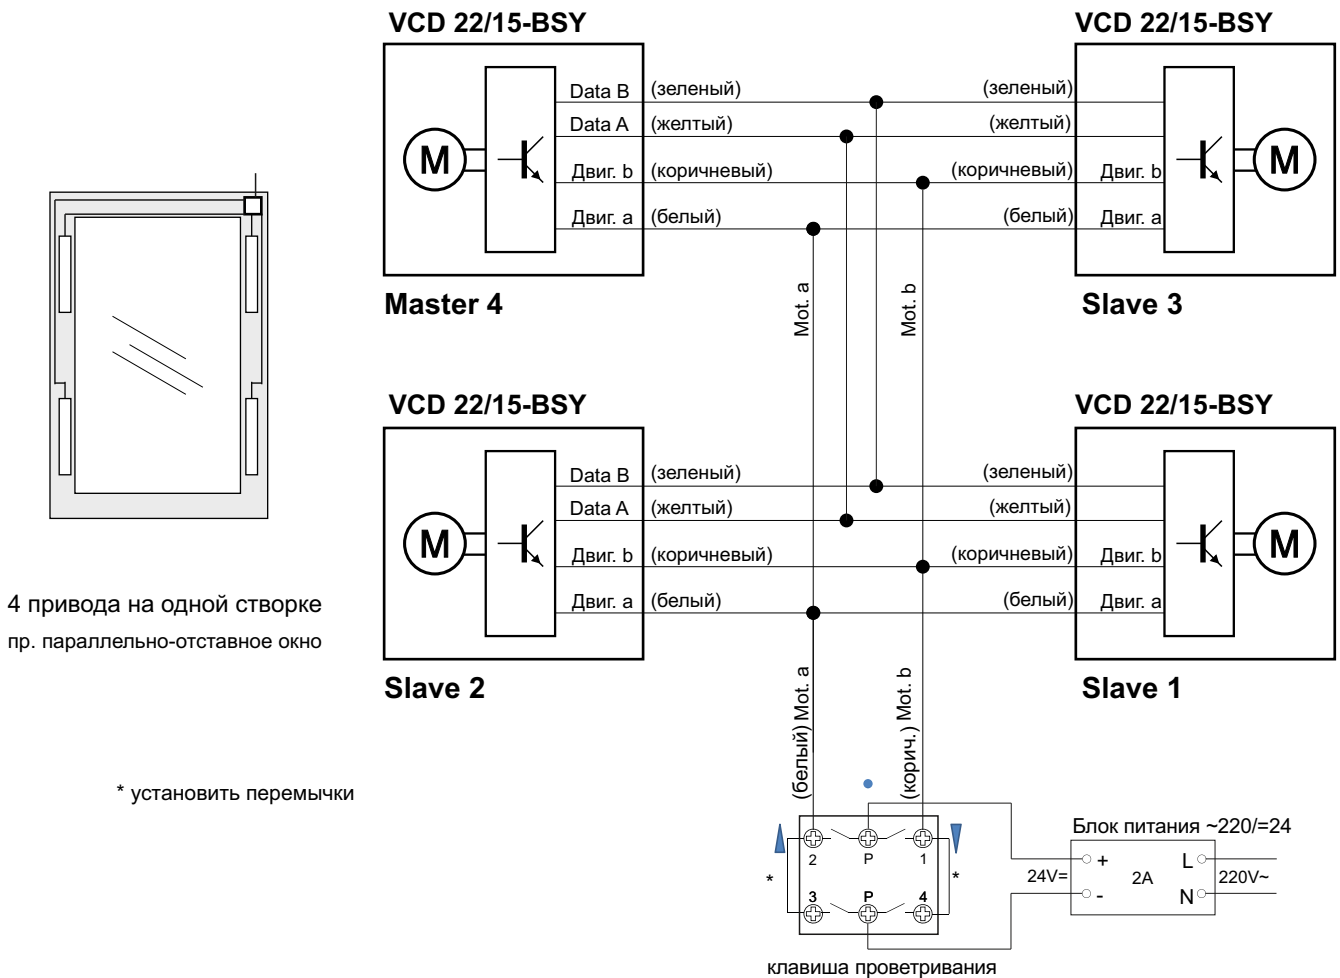 VCD 22/15-BSY
VCD 22/15-BSY
Data B (зеленый) (зеленый)
Data A (желтый) (желтый)
M Двиг. b (коричневый) (коричневый) Двиг. b M
Двиг. a (белый) (белый) Двиг. a
Master 4
Mot. a
Mot. b
Slave 3
VCD 22/15-BSY
VCD 22/15-BSY
Data B (зеленый) (зеленый)
Data A (желтый) (желтый)
M Двиг. b (коричневый) (коричневый) Двиг. b M
Двиг. a (белый) (белый) Двиг. a
4 привода на одной створке
пр. параллельно-отставное окно
Slave 2
(белый) Mot. a
(корич.) Mot. b
Slave 1
* установить перемычки
2 P 1
* *
3 P 4
Блок питания ~220/=24
24V= + 2A L 220V~
- N
клавиша проветривания